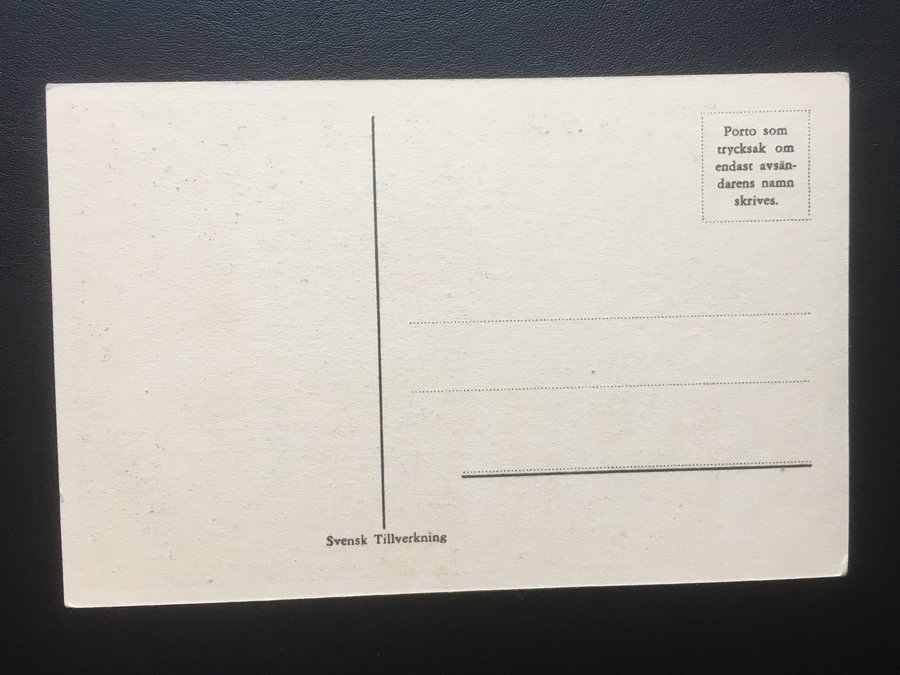 Porto som
trycksak om
endast avsän-
darens namn
skrives.
Svensk Tillverkning